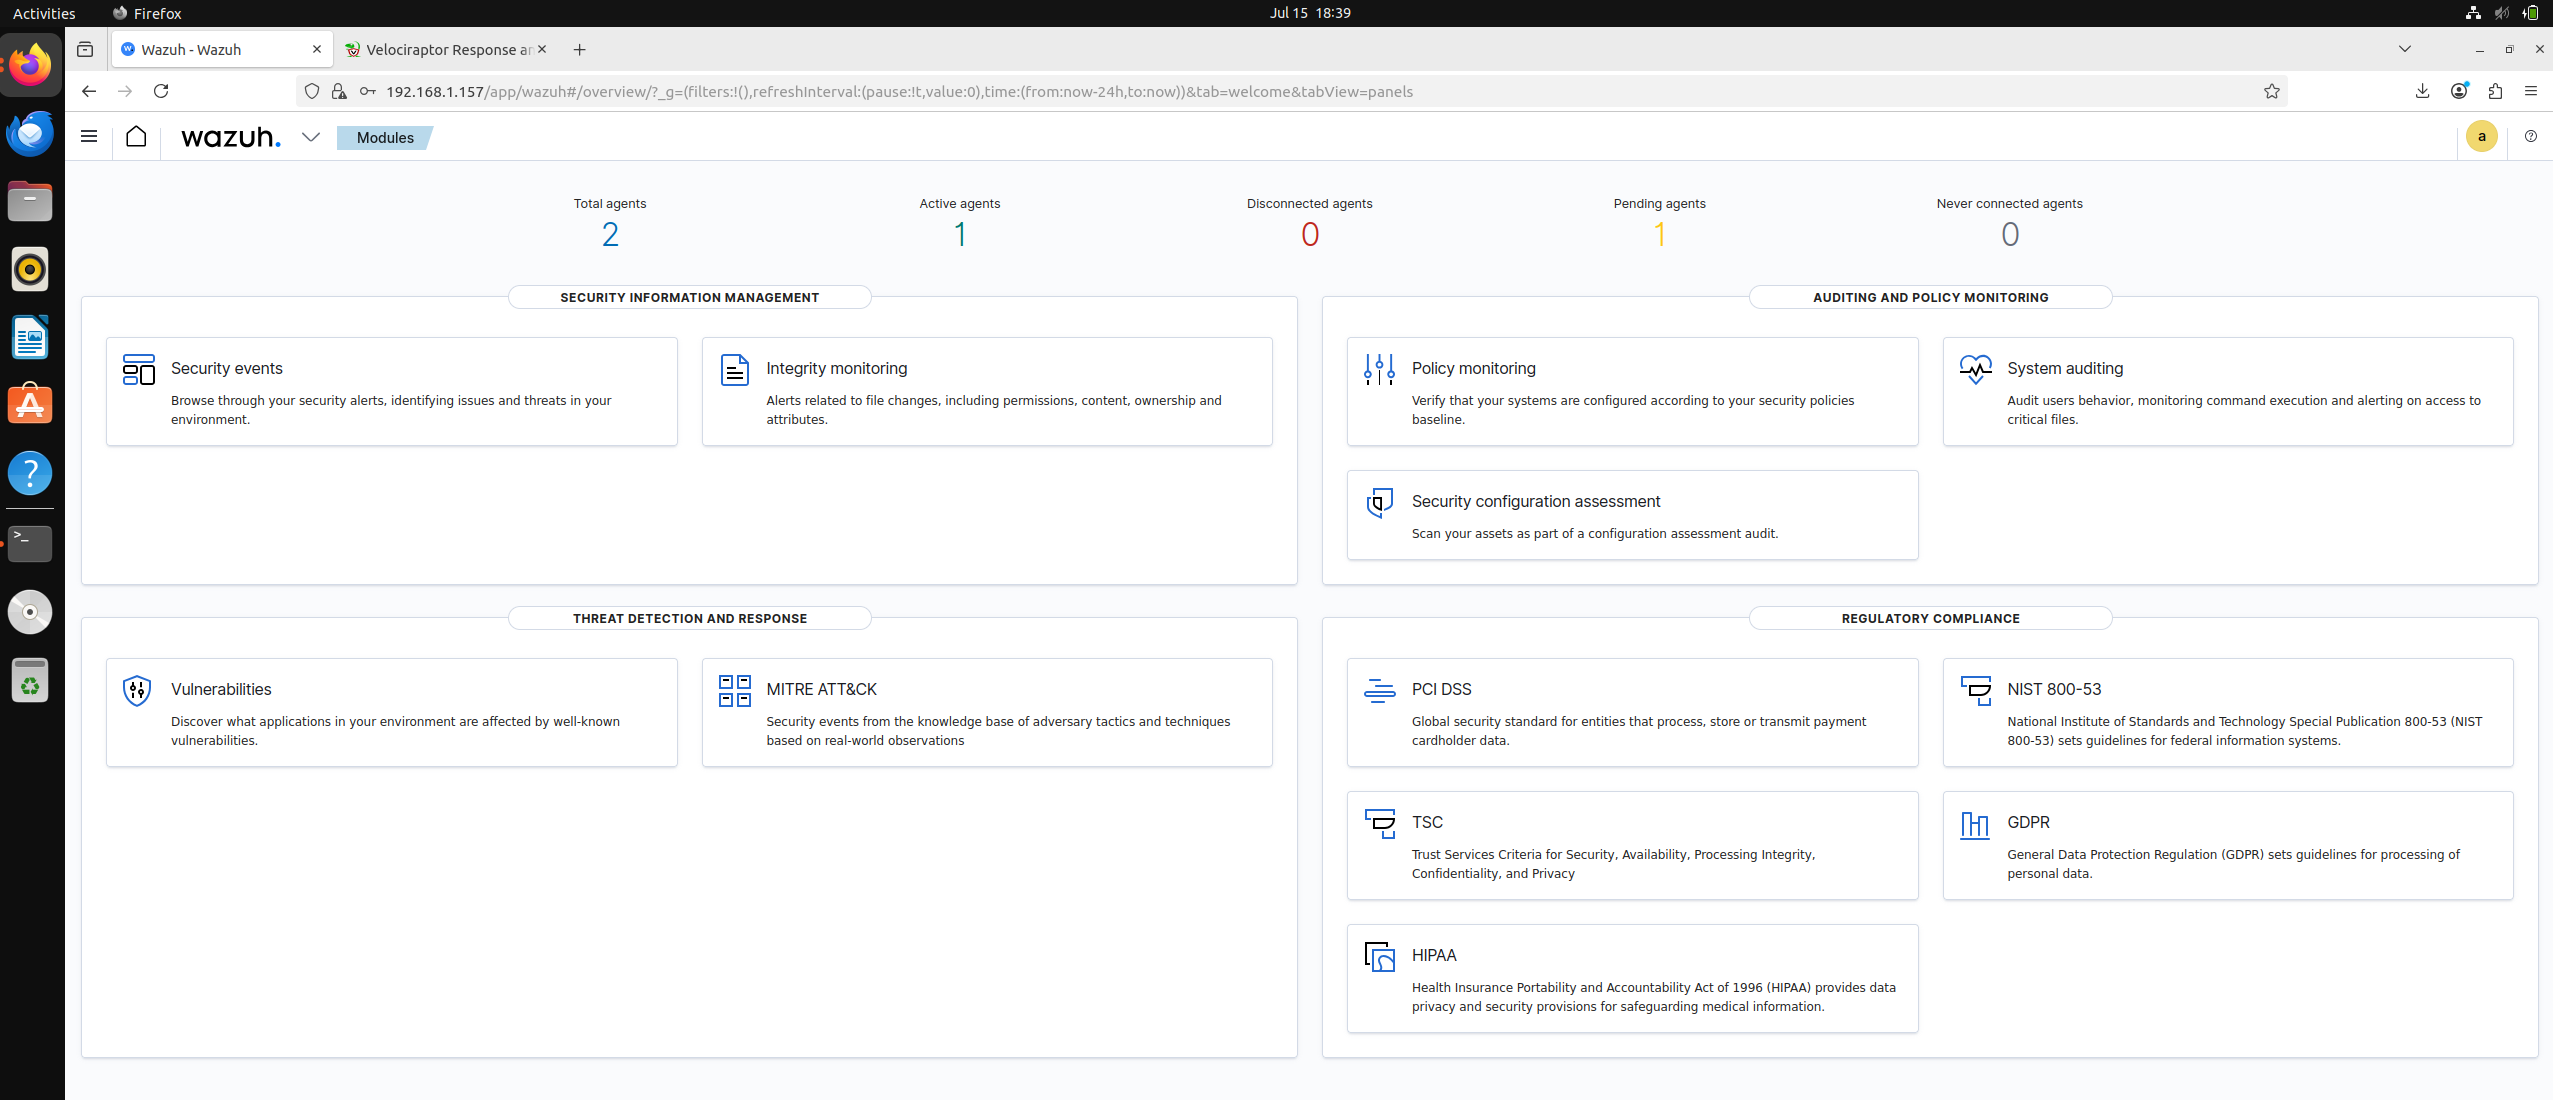 Activities
Firefox
Jul 15 18:39
Wazuh - Wazuh
Velociraptor Response an
192.168.1.157/app/wazuh#/overview/?_g=(filters:!(),refreshInterval:(pause:!t,value:0),time:(from:now-24h,to:now))&tab=welcome&tabView=panels
wazuh.
Modules
a
Total agents
2
Active agents
1
Disconnected agents
0
Pending agents
1
Never connected agents
0
SECURITY INFORMATION MANAGEMENT
Security events
Browse through your security alerts, identifying issues and threats in your
environment.
Integrity monitoring
Alerts related to file changes, including permissions, content, ownership and
attributes.
AUDITING AND POLICY MONITORING
Policy monitoring
Verify that your systems are configured according to your security policies
baseline.
System auditing
Audit users behavior, monitoring command execution and alerting on access to
critical files.
Security configuration assessment
Scan your assets as part of a configuration assessment audit.
THREAT DETECTION AND RESPONSE
Vulnerabilities
Discover what applications in your environment are affected by well-known
vulnerabilities.
MITRE ATT&CK
Security events from the knowledge base of adversary tactics and techniques
based on real-world observations
REGULATORY COMPLIANCE
PCI DSS
Global security standard for entities that process, store or transmit payment
cardholder data.
NIST 800-53
National Institute of Standards and Technology Special Publication 800-53 (NIST
800-53) sets guidelines for federal information systems.
TSC
Trust Services Criteria for Security, Availability, Processing Integrity,
Confidentiality, and Privacy
GDPR
General Data Protection Regulation (GDPR) sets guidelines for processing of
personal data.
HIPAA
Health Insurance Portability and Accountability Act of 1996 (HIPAA) provides data
privacy and security provisions for safeguarding medical information.